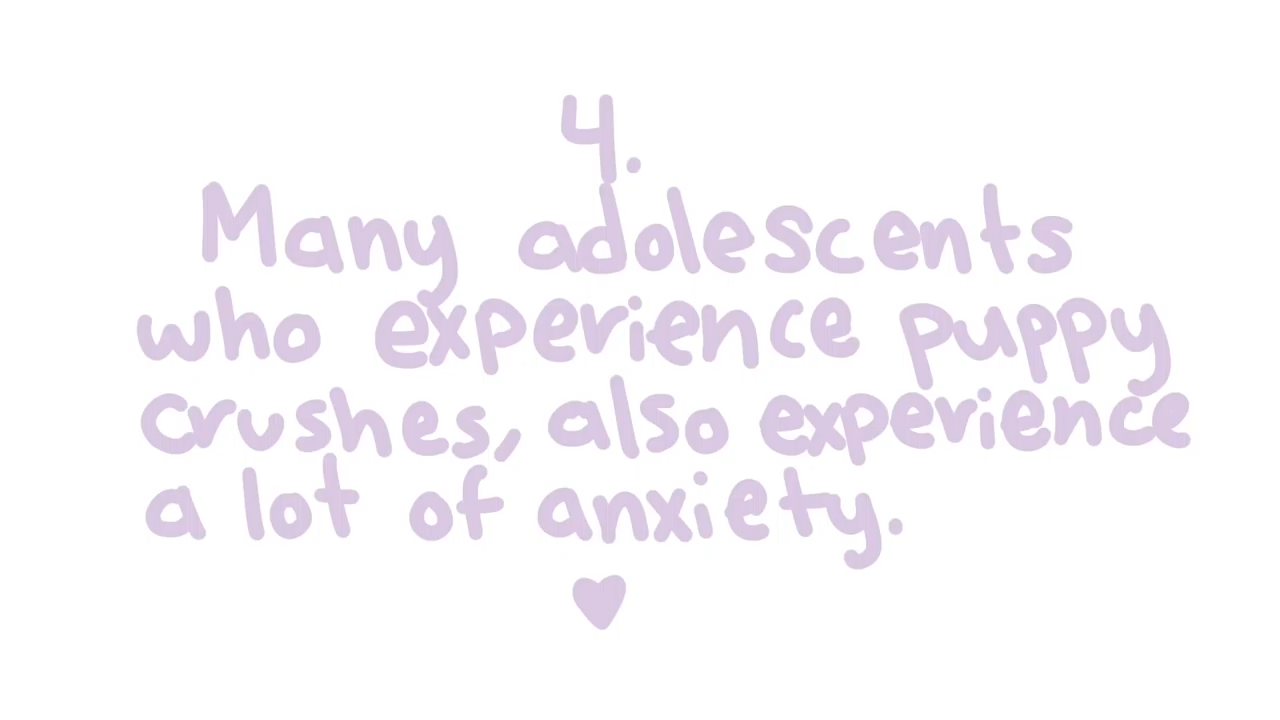 4.
Many adolescents
who experience puppy
crushes, also experience
a lot of anxiety.